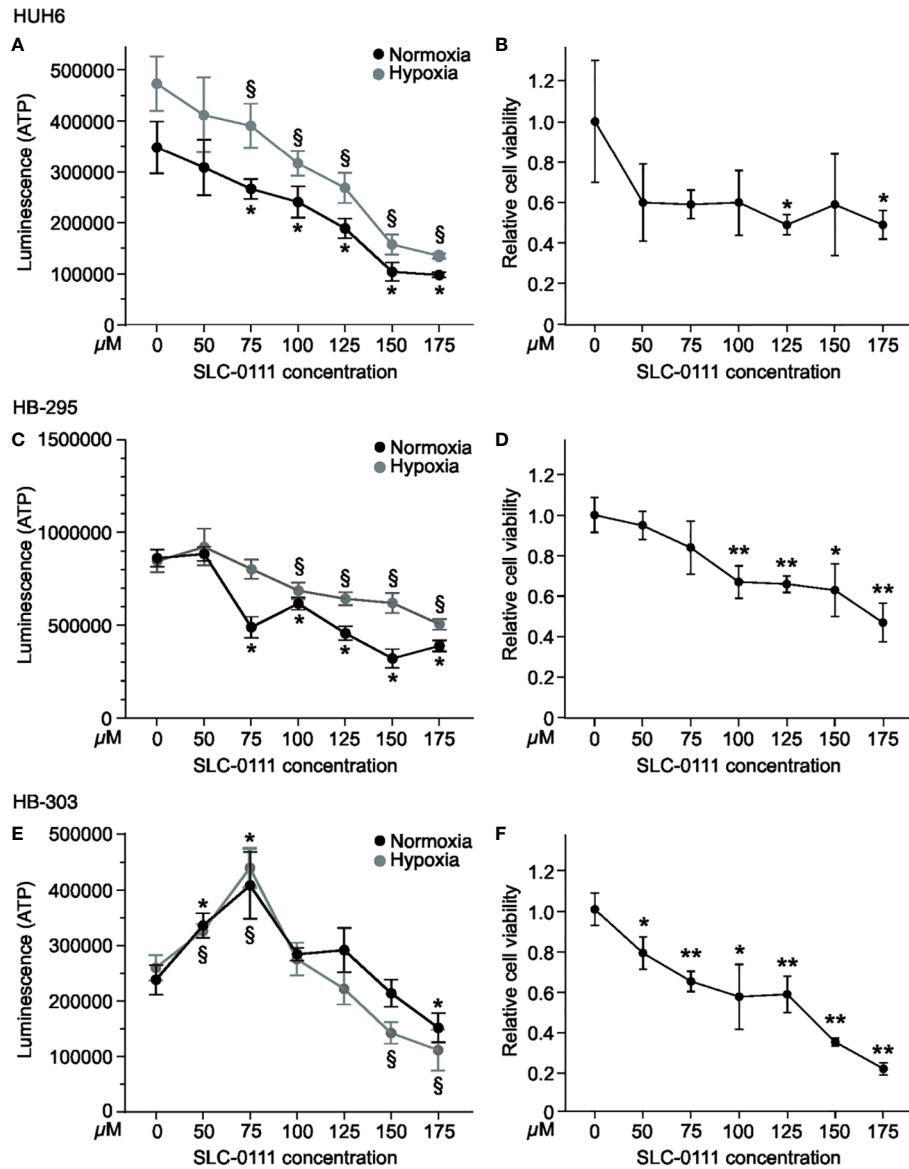 HUH6
A
Luminescence (ATP)
500000
400000
300000
200000
100000
0
Normoxia
Hypoxia
§ § § § §
* * * * *
µM 0 50 75 100 125 150 175
SLC-0111 concentration
B
Relative cell viability
1.2
1.0
0.8
0.6
0.4
0.2
0
* *
µM 0 50 75 100 125 150 175
SLC-0111 concentration
HB-295
C
Luminescence (ATP)
1500000
1000000
500000
0
Normoxia
Hypoxia
§ § § §
* * * * *
µM 0 50 75 100 125 150 175
SLC-0111 concentration
D
Relative cell viability
1.2
1.0
0.8
0.6
0.4
0.2
0
** ** * **
µM 0 50 75 100 125 150 175
SLC-0111 concentration
HB-303
E
Luminescence (ATP)
500000
400000
300000
200000
100000
0
Normoxia
Hypoxia
* * *
§ § § §
µM 0 50 75 100 125 150 175
SLC-0111 concentration
F
Relative cell viability
1.2
1.0
0.8
0.6
0.4
0.2
0
* ** * ** ** **
µM 0 50 75 100 125 150 175
SLC-0111 concentration